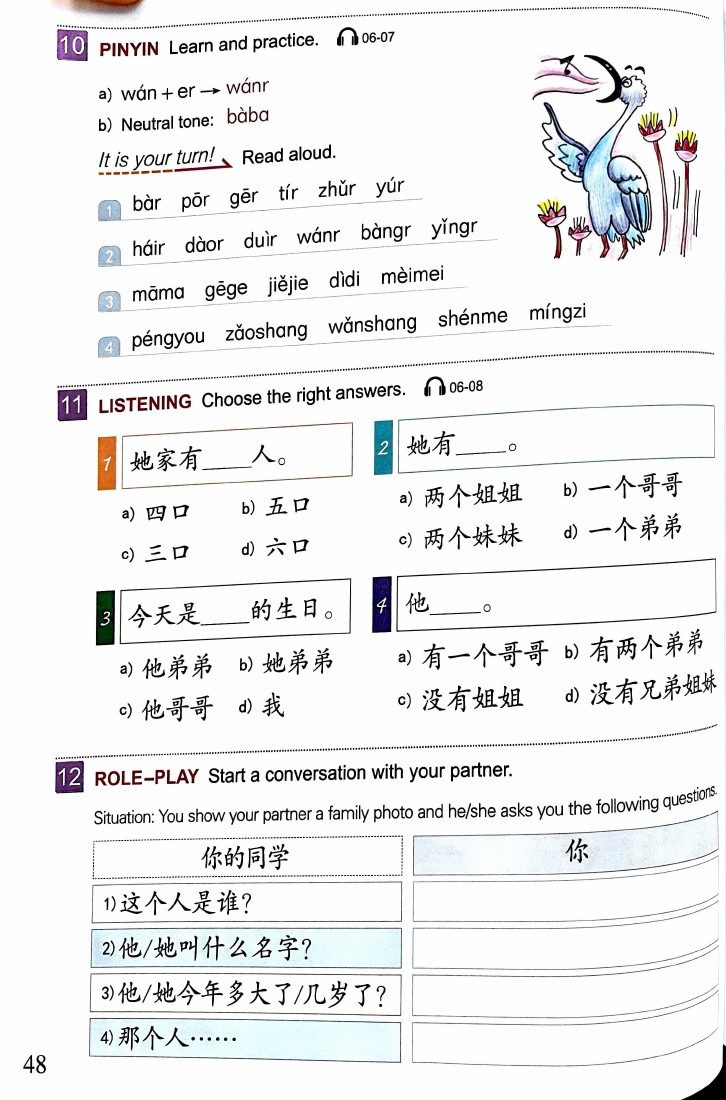 10 PINYIN Learn and practice. 06-07
a) wán + er → wánr
b) Neutral tone: bàba
It is your turn! Read aloud.
1 bàr pōr gēr tír zhǔr yúr
2 háir dàor duìr wánr bàngr yǐngr
3 māma gēge jiějie dìdi mèimei
4 péngyou zǎoshang wǎnshang shénme míngzi
11 LISTENING Choose the right answers. 06-08
1 她家有____人。
a) 四口 b) 五口
c) 三口 d) 六口
2 她有____。
a) 两个姐姐 b) 一个哥哥
c) 两个妹妹 d) 一个弟弟
3 今天是____的生日。
a) 他弟弟 b) 她弟弟
c) 他哥哥 d) 我
4 他____。
a) 有一个哥哥 b) 有两个弟弟
c) 没有姐姐 d) 没有兄弟姐妹
12 ROLE-PLAY Start a conversation with your partner.
Situation: You show your partner a family photo and he/she asks you the following questions.
你的同学 你
1) 这个人是谁?
2) 他/她叫什么名字?
3) 他/她今年多大了/几岁了?
4) 那个人……
48